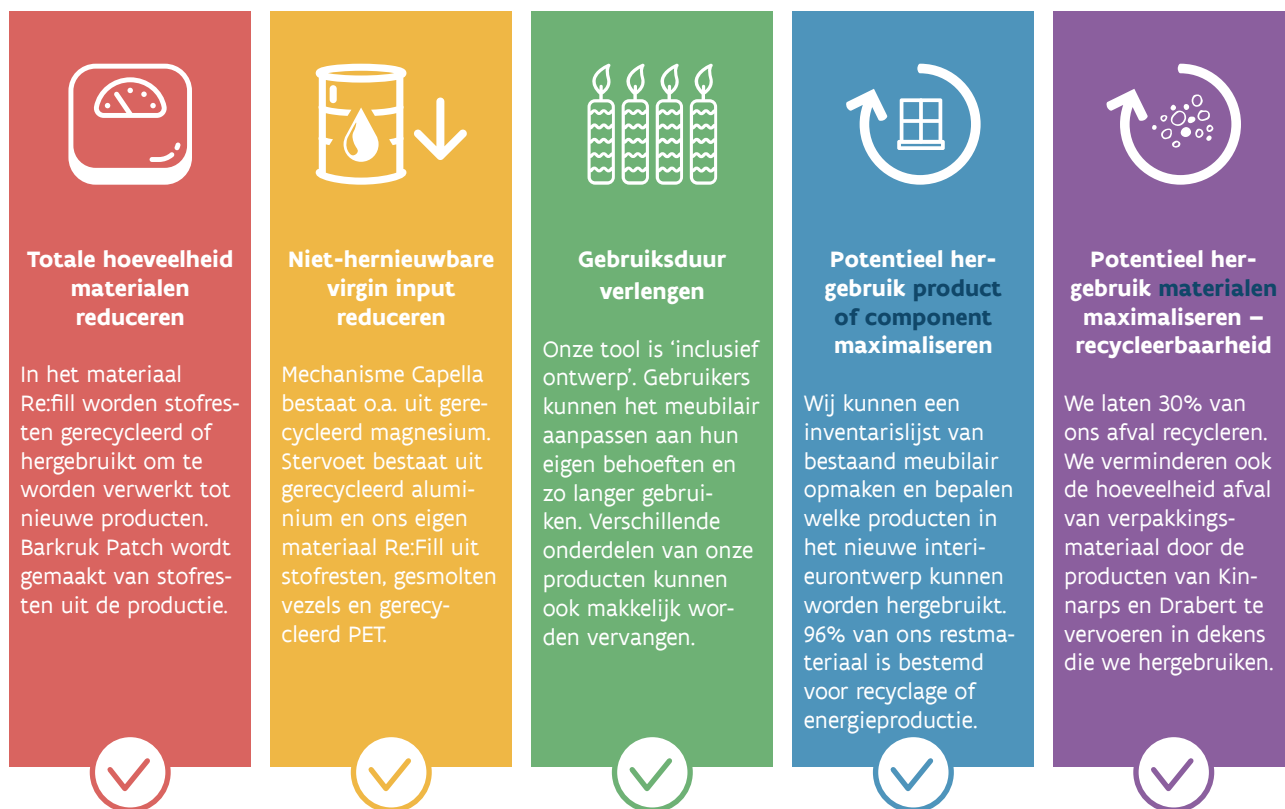 Totale hoeveelheid
materialen
reduceren
In het materiaal
Re:fill worden stofres-
ten gerecycleerd of
hergebruikt om te
worden verwerkt tot
nieuwe producten.
Barkruk Patch wordt
gemaakt van stofres-
ten uit de productie.
Niet-hernieuwbare
virgin input
reduceren
Mechanisme Capella
bestaat o.a. uit gere-
cycleerd magnesium.
Stervoet bestaat uit
gerecycleerd alumi-
nium en ons eigen
materiaal Re:Fill uit
stofresten, gesmolten
vezels en gerecy-
cleerd PET.
Gebruiksduur
verlengen
Onze tool is ‘inclusief
ontwerp’. Gebruikers
kunnen het meubilair
aanpassen aan hun
eigen behoeften en
zo langer gebrui-
ken. Verschillende
onderdelen van onze
producten kunnen
ook makkelijk wor-
den vervangen.
Potentieel her-
gebruik product
of component
maximaliseren
Wij kunnen een
inventarislijst van
bestaand meubilair
opmaken en bepalen
welke producten in
het nieuwe interi-
eurontwerp kunnen
worden hergebruikt.
96% van ons restma-
teriaal is bestemd
voor recyclage of
energieproductie.
Potentieel her-
gebruik materialen
maximaliseren –
recycleerbaarheid
We laten 30% van
ons afval recycleren.
We verminderen ook
de hoeveelheid afval
van verpakkings-
materiaal door de
producten van Kin-
narps en Drabert te
vervoeren in dekens
die we hergebruiken.